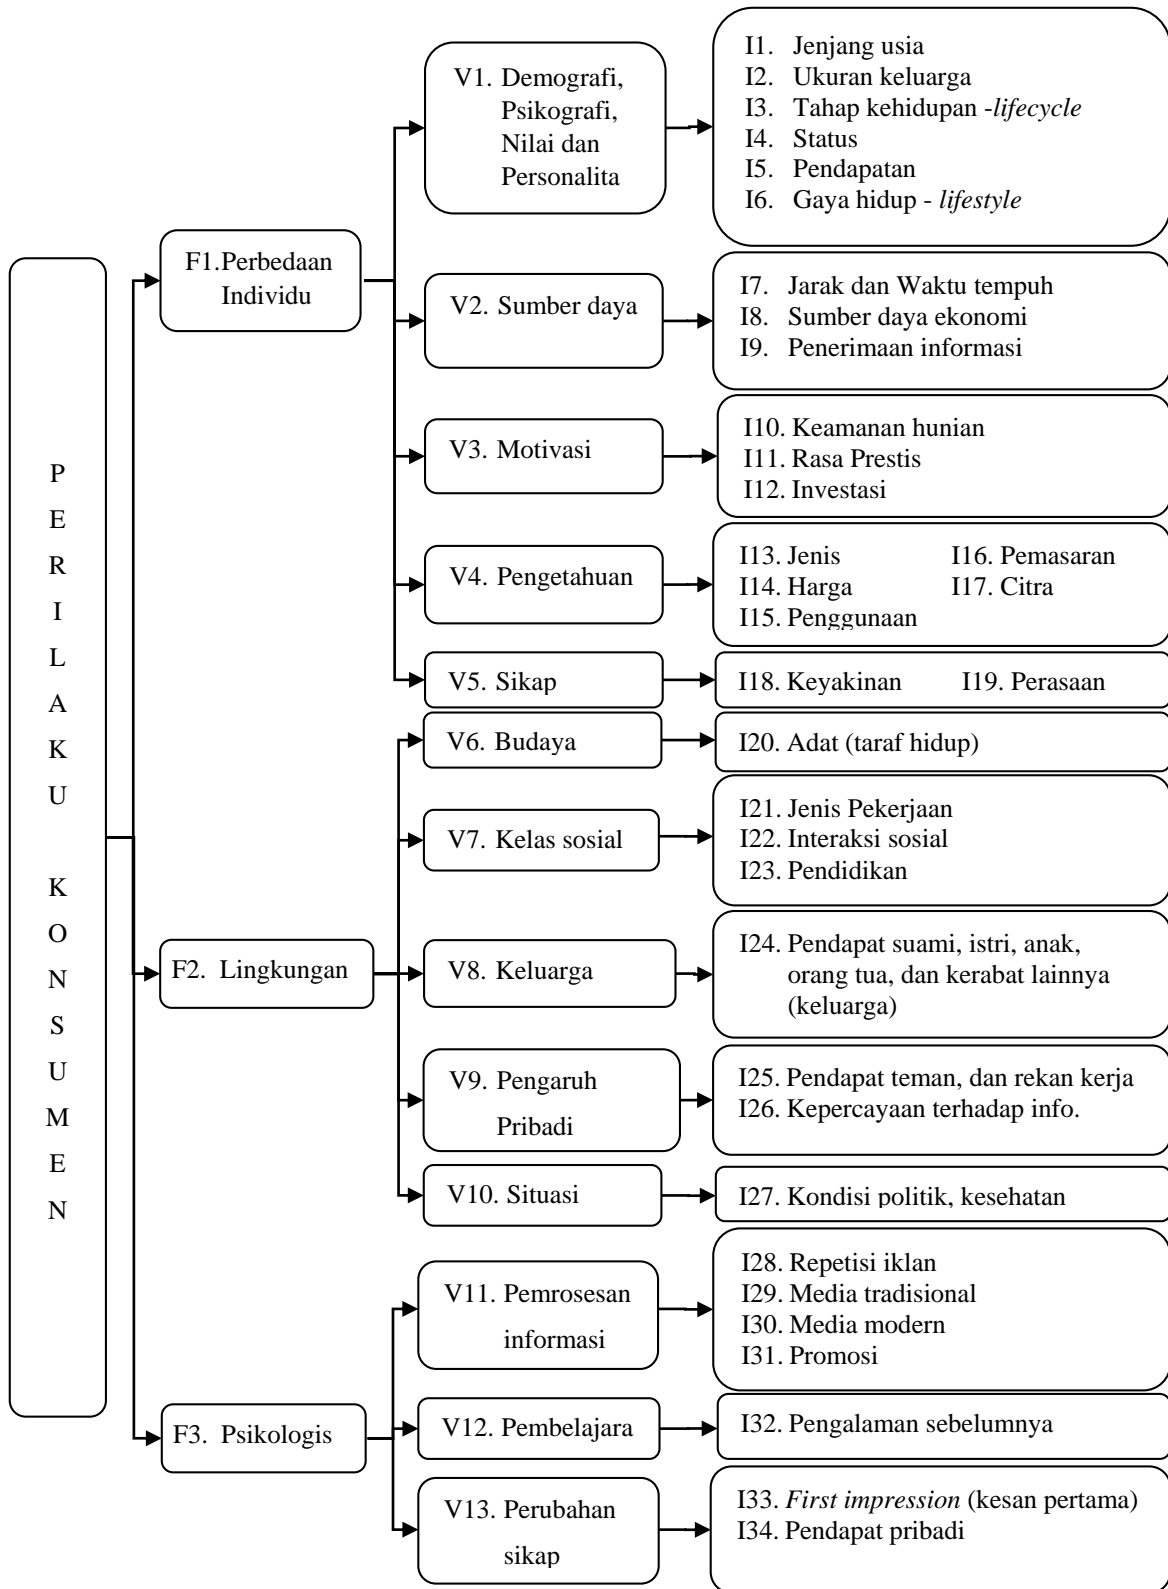 PERILAKU KONSUMEN
F1.Perbedaan
Individu
F2. Lingkungan
F3. Psikologis
V1. Demografi,
Psikografi,
Nilai dan
Personalita
V2. Sumber daya
V3. Motivasi
V4. Pengetahuan
V5. Sikap
V6. Budaya
V7. Kelas sosial
V8. Keluarga
V9. Pengaruh
Pribadi
V10. Situasi
V11. Pemrosesan
informasi
V12. Pembelajara
V13. Perubahan
sikap
I1. Jenjang usia
I2. Ukuran keluarga
I3. Tahap kehidupan -lifecycle
I4. Status
I5. Pendapatan
I6. Gaya hidup - lifestyle
I7. Jarak dan Waktu tempuh
I8. Sumber daya ekonomi
I9. Penerimaan informasi
I10. Keamanan hunian
I11. Rasa Prestis
I12. Investasi
I13. Jenis
I14. Harga
I15. Penggunaan
I16. Pemasaran
I17. Citra
I18. Keyakinan
I19. Perasaan
I20. Adat (taraf hidup)
I21. Jenis Pekerjaan
I22. Interaksi sosial
I23. Pendidikan
I24. Pendapat suami, istri, anak,
orang tua, dan kerabat lainnya
(keluarga)
I25. Pendapat teman, dan rekan kerja
I26. Kepercayaan terhadap info.
I27. Kondisi politik, kesehatan
I28. Repetisi iklan
I29. Media tradisional
I30. Media modern
I31. Promosi
I32. Pengalaman sebelumnya
I33. First impression (kesan pertama)
I34. Pendapat pribadi